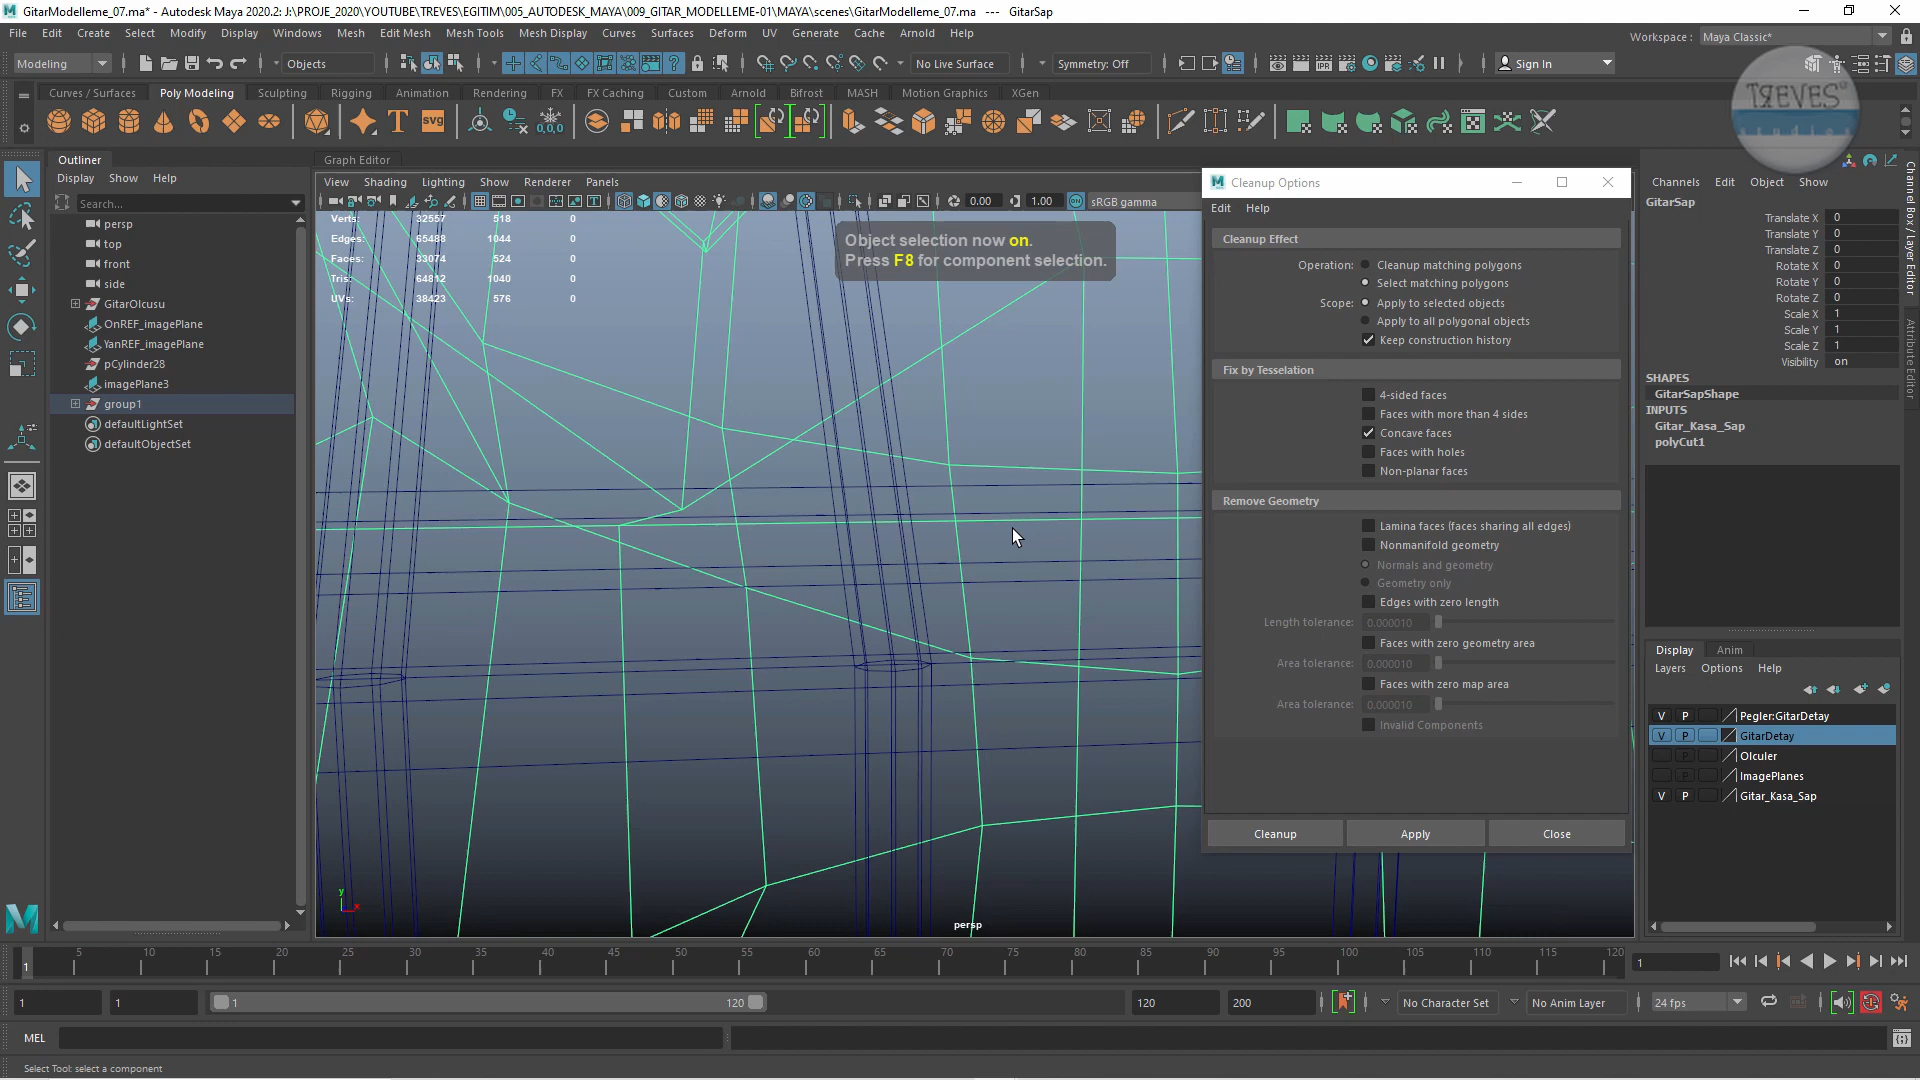 GitarModelleme_07.ma* - Autodesk Maya 2020.2: J:\PROJE_2020\YOUTUBE\TREVES\EGITIM\005_AUTODESK_MAYA\009_GITAR_MODELLEME-01\MAYA\scenes\GitarModelleme_07.ma --- GitarSap
File Edit Create Select Modify Display Windows Mesh Edit Mesh Mesh Tools Mesh Display Curves Surfaces Deform UV Generate Cache Arnold Help
Workspace : Maya Classic*
Modeling Objects No Live Surface Symmetry: Off Sign In
Curves / Surfaces Poly Modeling Sculpting Rigging Animation Rendering FX FX Caching Custom Arnold Bifrost MASH Motion Graphics XGen
TREVES
T SVG 0,0,0
Outliner
Display Show Help
Search...
persp
top
front
side
GitarOlcusu
OnREF_imagePlane
YanREF_imagePlane
pCylinder28
imagePlane3
group1
defaultLightSet
defaultObjectSet
Graph Editor
View Shading Lighting Show Renderer Panels
0.00 1.00 sRGB gamma
Verts: 32557 518 0
Edges: 65488 1044 0
Faces: 33074 524 0
Tris: 64812 1040 0
UVs: 38423 576 0
Object selection now on.
Press F8 for component selection.
y
x
persp
Cleanup Options
Edit Help
Cleanup Effect
Operation: Cleanup matching polygons
Select matching polygons
Scope: Apply to selected objects
Apply to all polygonal objects
Keep construction history
Fix by Tesselation
4-sided faces
Faces with more than 4 sides
Concave faces
Faces with holes
Non-planar faces
Remove Geometry
Lamina faces (faces sharing all edges)
Nonmanifold geometry
Normals and geometry
Geometry only
Edges with zero length
Length tolerance: 0.000010
Faces with zero geometry area
Area tolerance: 0.000010
Faces with zero map area
Area tolerance: 0.000010
Invalid Components
Cleanup Apply Close
Channels Edit Object Show
GitarSap
Translate X 0
Translate Y 0
Translate Z 0
Rotate X 0
Rotate Y 0
Rotate Z 0
Scale X 1
Scale Y 1
Scale Z 1
Visibility on
SHAPES
GitarSapShape
INPUTS
Gitar_Kasa_Sap
polyCut1
Channel Box / Layer Editor
Attribute Editor
Display Anim
Layers Options Help
V P Pegler:GitarDetay
V P GitarDetay
P Olculer
P ImagePlanes
V P Gitar_Kasa_Sap
1 5 10 15 20 25 30 35 40 45 50 55 60 65 70 75 80 85 90 95 100 105 110 115 120
1
1 1 1 120 120 200 No Character Set No Anim Layer 24 fps
MEL
Select Tool: select a component